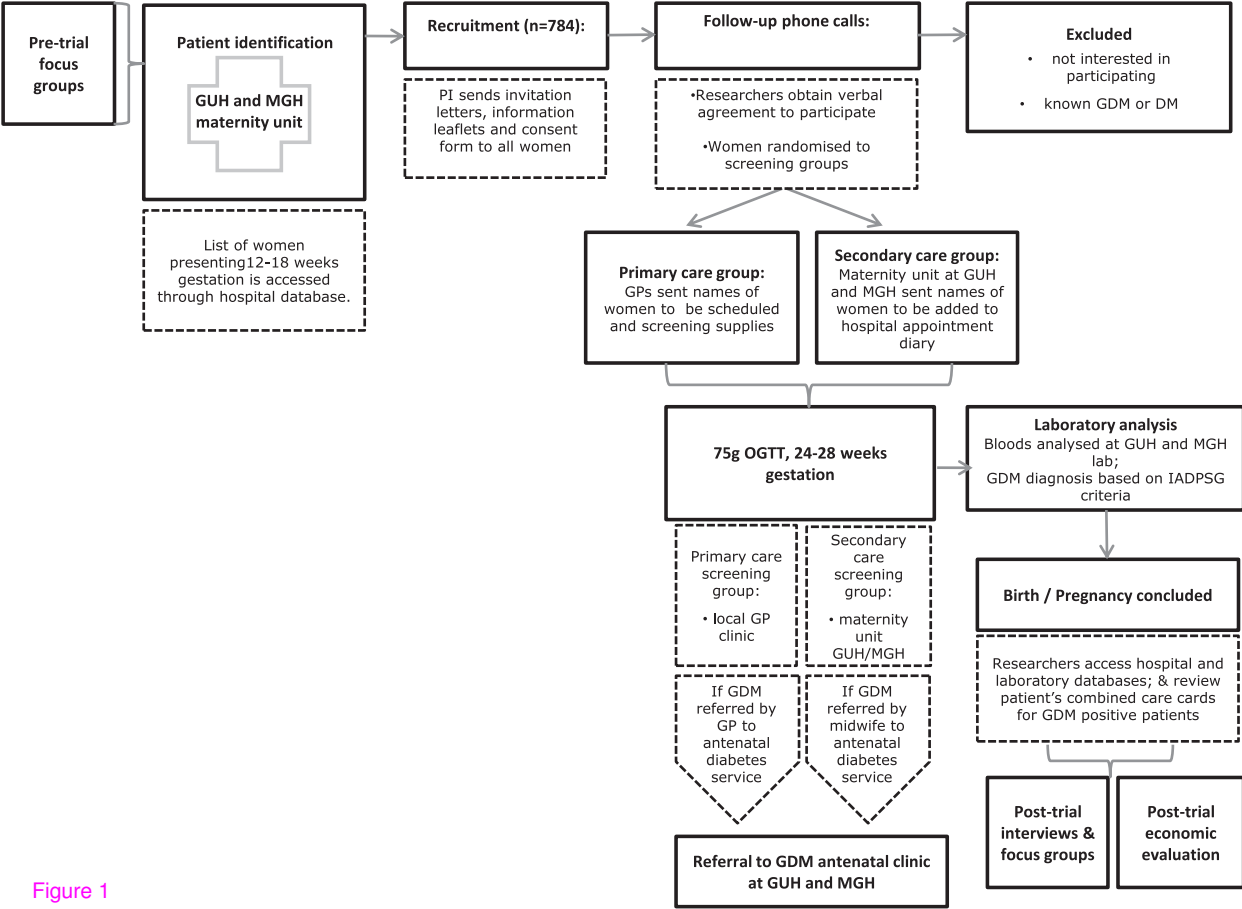 Pre-trial
focus
groups
Patient identification
GUH and MGH
maternity unit
List of women
presenting12-18 weeks
gestation is accessed
through hospital database.
Recruitment (n=784):
PI sends invitation
letters, information
leaflets and consent
form to all women
Follow-up phone calls:
•Researchers obtain verbal
agreement to participate
•Women randomised to
screening groups
Excluded
• not interested in
participating
• known GDM or DM
Primary care group:
GPs sent names of
women to be scheduled
and screening supplies
Secondary care group:
Maternity unit at GUH
and MGH sent names of
women to be added to
hospital appointment
diary
75g OGTT, 24-28 weeks
gestation
Laboratory analysis
Bloods analysed at GUH and MGH
lab;
GDM diagnosis based on IADPSG
criteria
Primary care
screening
group:
• local GP
clinic
Secondary
care
screening
group:
• maternity
unit
GUH/MGH
If GDM
referred by
GP to
antenatal
diabetes
service
If GDM
referred by
midwife to
antenatal
diabetes
service
Referral to GDM antenatal clinic
at GUH and MGH
Birth / Pregnancy concluded
Researchers access hospital and
laboratory databases; & review
patient's combined care cards
for GDM positive patients
Post-trial
interviews &
focus groups
Post-trial
economic
evaluation
Figure 1